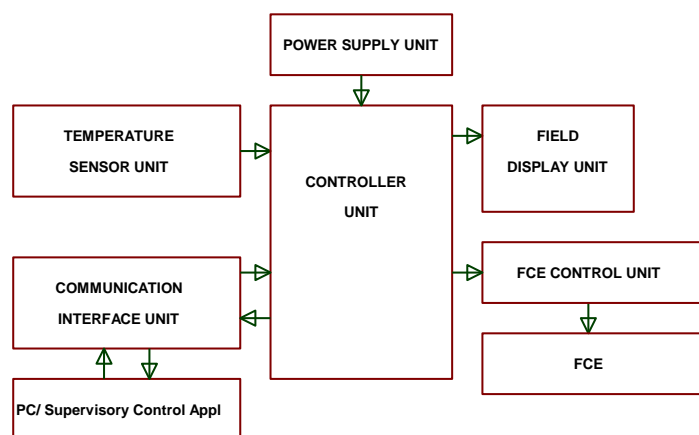 POWER SUPPLY UNIT
TEMPERATURE
SENSOR UNIT
CONTROLLER
UNIT
FIELD
DISPLAY UNIT
COMMUNICATION
INTERFACE UNIT
FCE CONTROL UNIT
FCE
PC/ Supervisory Control Appl